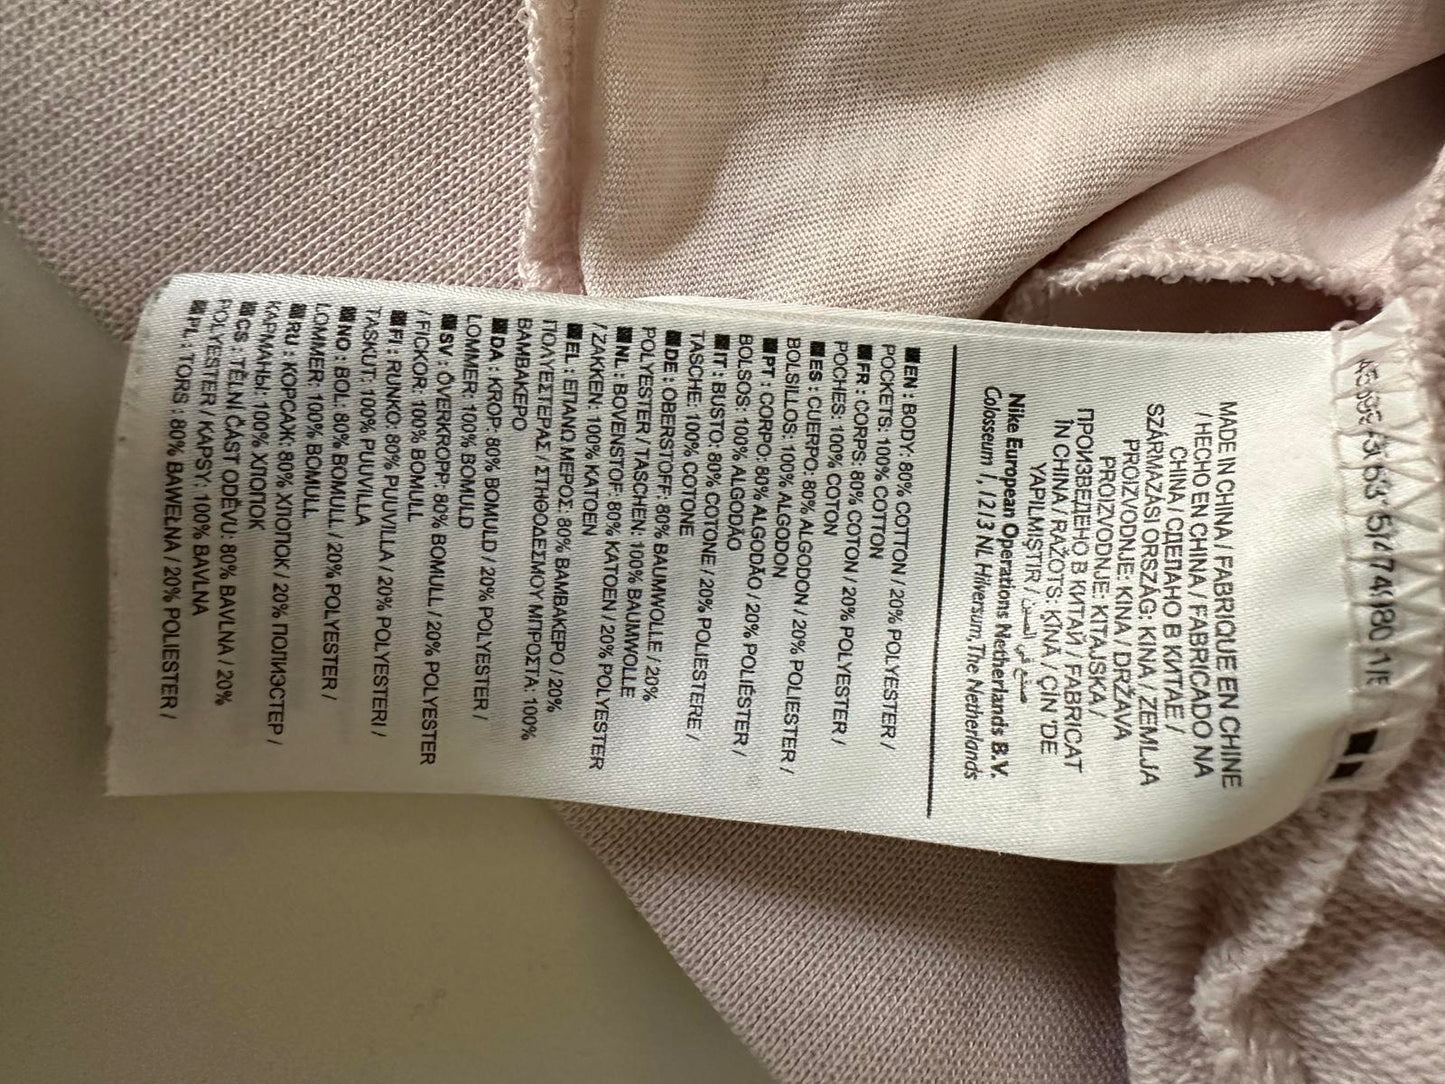 MADE IN CHINA / FABRIQUE EN CHINE
/ HECHO EN CHINA / FABRICADO NA
CHINA / СДЕЛАНО В КИТАЕ /
SZÁRMAZÁSI ORSZÁG: KÍNA / ZEMLJA
PROIZVODNJE: KINA / DRŽAVA
PROIZVODNJE: KITAJSKA /
ПРОИЗВЕДЕНО В КИТАЙ / FABRICAT
ÎN CHINA / RAŽOTS: ĶĪNĀ / ÇİN 'DE
YAPILMIŞTIR / صنع في الصين
Nike European Operations Netherlands B.V.
Colosseum 1, 1213 NL Hilversum, The Netherlands
EN : BODY: 80% COTTON / 20% POLYESTER /
POCKETS: 100% COTTON
FR : CORPS: 80% COTON / 20% POLYESTER /
POCHES: 100% COTON
ES : CUERPO: 80% ALGODON / 20% POLIESTER /
BOLSILLOS: 100% ALGODON
PT : CORPO: 80% ALGODÃO / 20% POLIÉSTER /
BOLSOS: 100% ALGODÃO
IT : BUSTO: 80% COTONE / 20% POLIESTERE /
TASCHE: 100% COTONE
DE : OBERSTOFF: 80% BAUMWOLLE / 20%
POLYESTER / TASCHEN: 100% BAUMWOLLE
NL : BOVENSTOF: 80% KATOEN / 20% POLYESTER
/ ZAKKEN: 100% KATOEN
EL : ΕΠΑΝΩ ΜΕΡΟΣ: 80% ΒΑΜΒΑΚΕΡΟ / 20%
ΠΟΛΥΕΣΤΕΡΑΣ / ΣΤΗΘΟΔΕΣΜΟΥ ΜΠΡΟΣΤΑ: 100%
ΒΑΜΒΑΚΕΡΟ
DA : KROP: 80% BOMULD / 20% POLYESTER /
LOMMER: 100% BOMULD
SV : ÖVERKROPP: 80% BOMULL / 20% POLYESTER
/ FICKOR: 100% BOMULL
FI : RUNKO: 80% PUUVILLA / 20% POLYESTERI /
TASKUT: 100% PUUVILLA
NO : BOL: 80% BOMULL / 20% POLYESTER /
LOMMER: 100% BOMULL
RU : КОРСАЖ: 80% ХЛОПОК / 20% ПОЛИЭСТЕР /
КАРМАНЫ: 100% ХЛОПОК
CS : TĚLNÍ ČÁST ODĚVU: 80% BAVLNA / 20%
POLYESTER / KAPSY: 100% BAVLNA
PL : TORS : 80% BAWEŁNA / 20% POLIESTER /